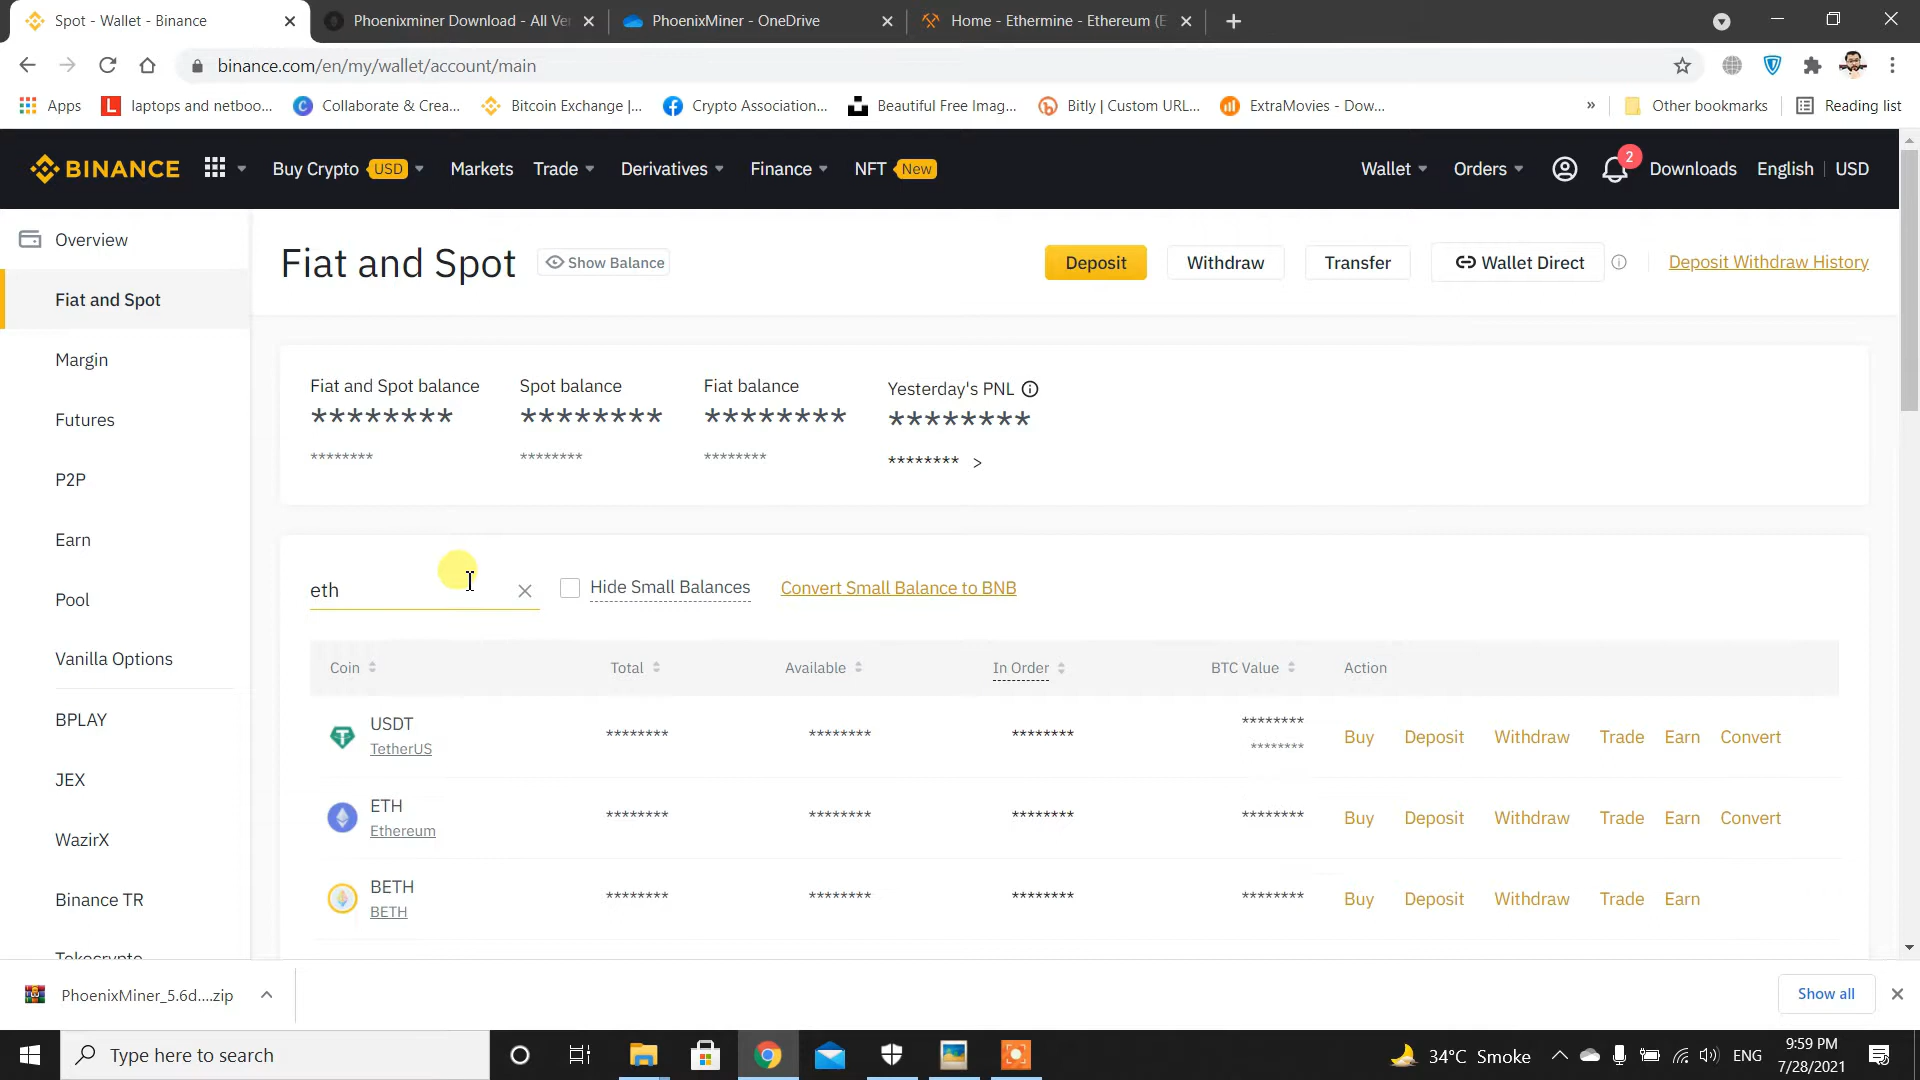 Spot - Wallet - Binance
Phoenixminer Download - All Ve
PhoenixMiner - OneDrive
Home - Ethermine - Ethereum (E
binance.com/en/my/wallet/account/main
Apps
laptops and netboo...
Collaborate & Crea...
Bitcoin Exchange |...
Crypto Association...
Beautiful Free Imag...
Bitly | Custom URL...
ExtraMovies - Dow...
»
Other bookmarks
Reading list
BINANCE
Buy Crypto USD
Markets
Trade
Derivatives
Finance
NFT New
Wallet
Orders
2
Downloads
English
USD
Overview
Fiat and Spot
Margin
Futures
P2P
Earn
Pool
Vanilla Options
BPLAY
JEX
WazirX
Binance TR
Tokocrypto
Fiat and Spot
Show Balance
Deposit
Withdraw
Transfer
Wallet Direct
Deposit Withdraw History
Fiat and Spot balance
Spot balance
Fiat balance
Yesterday's PNL
******** ******** ******** ********
******** ******** ******** ******** >
eth
Hide Small Balances
Convert Small Balance to BNB
Coin Total Available In Order BTC Value Action
USDT ******** ******** ******** ******** Buy Deposit Withdraw Trade Earn Convert
TetherUS ********
ETH ******** ******** ******** ******** Buy Deposit Withdraw Trade Earn Convert
Ethereum
BETH ******** ******** ******** ******** Buy Deposit Withdraw Trade Earn
BETH
PhoenixMiner_5.6d....zip
Show all
Type here to search
34°C Smoke
ENG
9:59 PM
7/28/2021